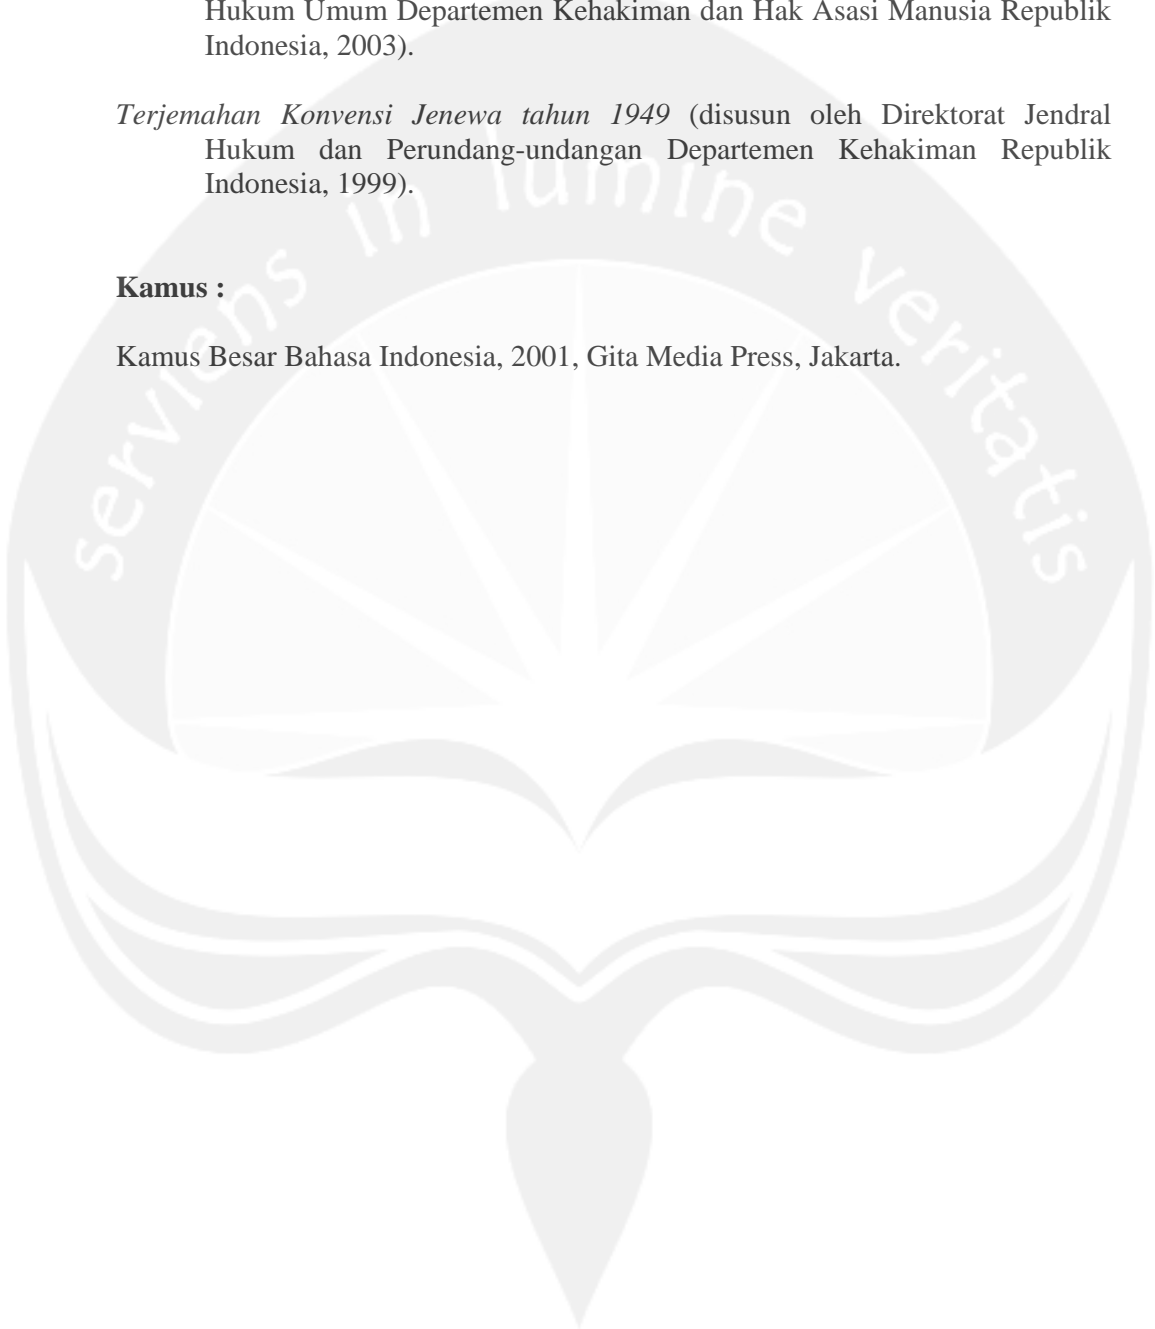 Hukum Umum Departemen Kehakiman dan Hak Asasi Manusia Republik
Indonesia, 2003).
Terjemahan Konvensi Jenewa tahun 1949 (disusun oleh Direktorat Jendral
Hukum dan Perundang-undangan Departemen Kehakiman Republik
Indonesia, 1999).
serviens in lumine veritatis
Kamus :
Kamus Besar Bahasa Indonesia, 2001, Gita Media Press, Jakarta.